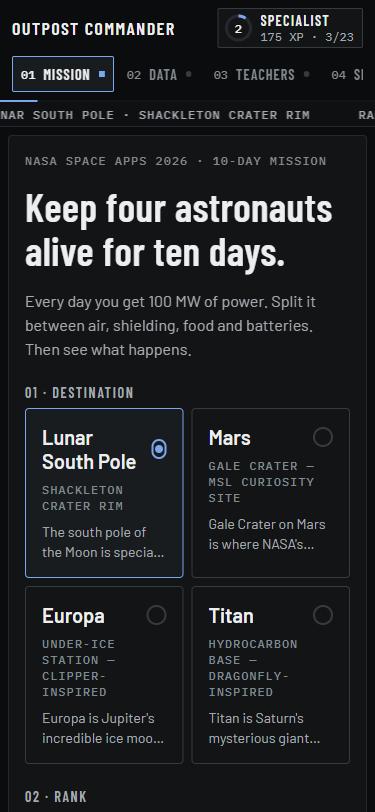 OUTPOST COMMANDER
2
SPECIALIST
175 XP · 3/23
01 MISSION
02 DATA
03 TEACHERS
04
NAR SOUTH POLE · SHACKLETON CRATER RIM
RA
NASA SPACE APPS 2026 · 10-DAY MISSION
Keep four astronauts
alive for ten days.
Every day you get 100 MW of power. Split it
between air, shielding, food and batteries.
Then see what happens.
01 · DESTINATION
Lunar
South Pole
SHACKLETON
CRATER RIM
The south pole of
the Moon is specia...
Mars
GALE CRATER —
MSL CURIOSITY
SITE
Gale Crater on Mars
is where NASA's...
Europa
UNDER-ICE
STATION —
CLIPPER-
INSPIRED
Europa is Jupiter's
incredible ice moo...
Titan
HYDROCARBON
BASE —
DRAGONFLY-
INSPIRED
Titan is Saturn's
mysterious giant...
02 · RANK